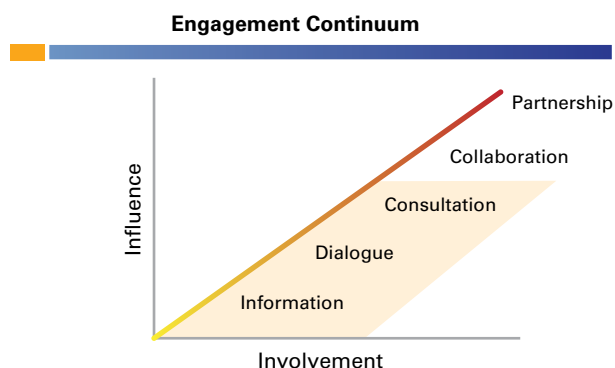 Engagement Continuum
Partnership
Collaboration
Consultation
Dialogue
Information
Influence
Involvement